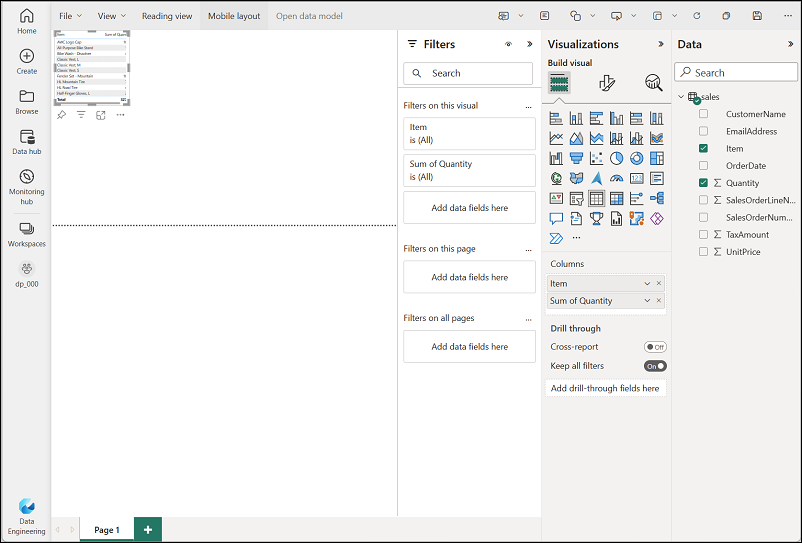 File
View
Reading view
Mobile layout
Open data model
Home
Create
Browse
Data hub
Monitoring hub
Workspaces
dp_000
Data Engineering
Item Sum of Quant
AWC Logo Cap
All-Purpose Bike Stand
Bike Wash - Dissolver
Classic Vest, L
Classic Vest, M
Classic Vest, S
Fender Set - Mountain
HL Mountain Tire
HL Road Tire
Half-Finger Gloves, L
Total
Filters
Search
Filters on this visual ...
Item
is (All)
Sum of Quantity
is (All)
Add data fields here
Filters on this page ...
Add data fields here
Filters on all pages ...
Add data fields here
Visualizations
Build visual
123
...
Columns
Item
Sum of Quantity
Drill through
Cross-report Off
Keep all filters On
Add drill-through fields here
Data
Search
sales
CustomerName
EmailAddress
Item
OrderDate
Σ Quantity
Σ SalesOrderLineN...
SalesOrderNum...
Σ TaxAmount
Σ UnitPrice
Page 1
+